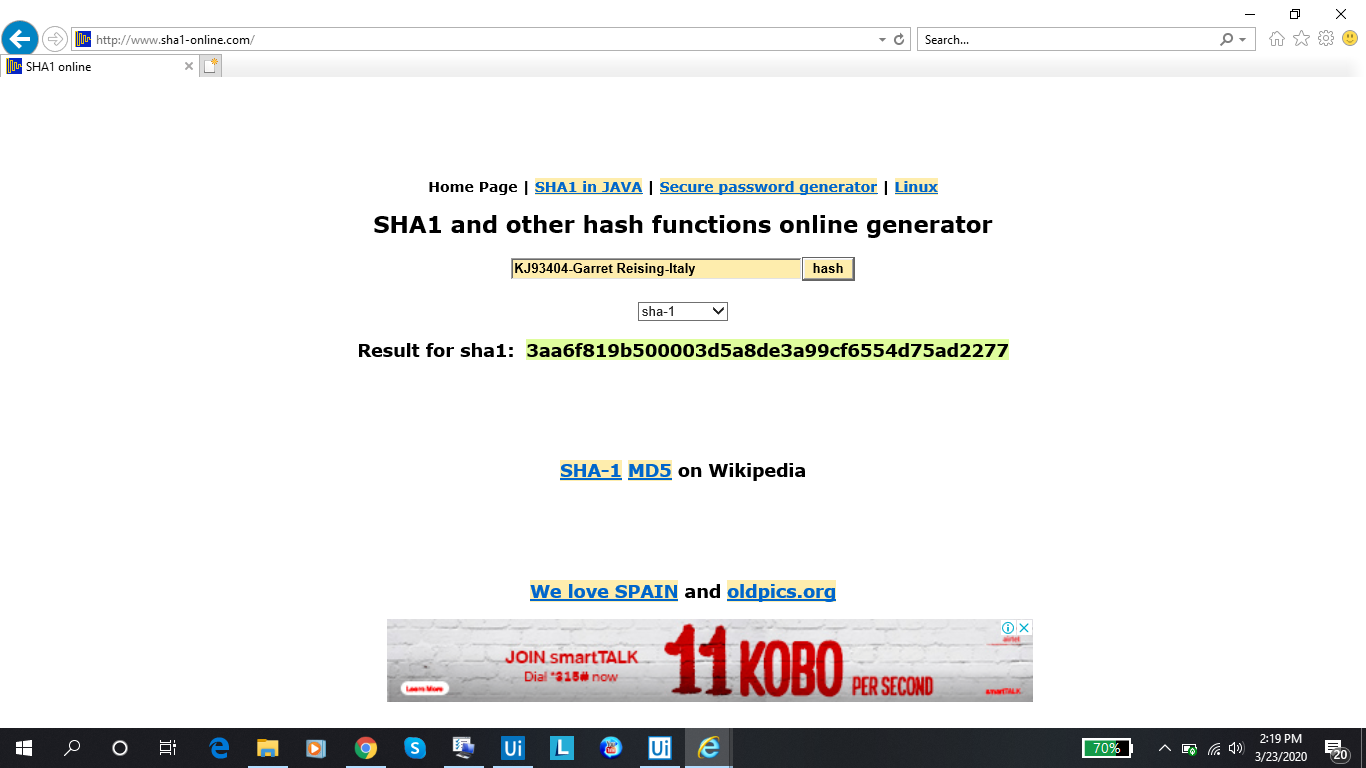 http://www.sha1-online.com/
Search...
SHA1 online
Home Page | SHA1 in JAVA | Secure password generator | Linux
SHA1 and other hash functions online generator
KJ93404-Garret Reising-Italy
hash
sha-1
Result for sha1: 3aa6f819b500003d5a8de3a99cf6554d75ad2277
SHA-1 MD5 on Wikipedia
We love SPAIN and oldpics.org
airtel
JOIN smartTALK
Dial *315# now
11 KOBO PER SECOND
Learn More
smartTALK
Ui
L
Ui
70%
2:19 PM
3/23/2020
20